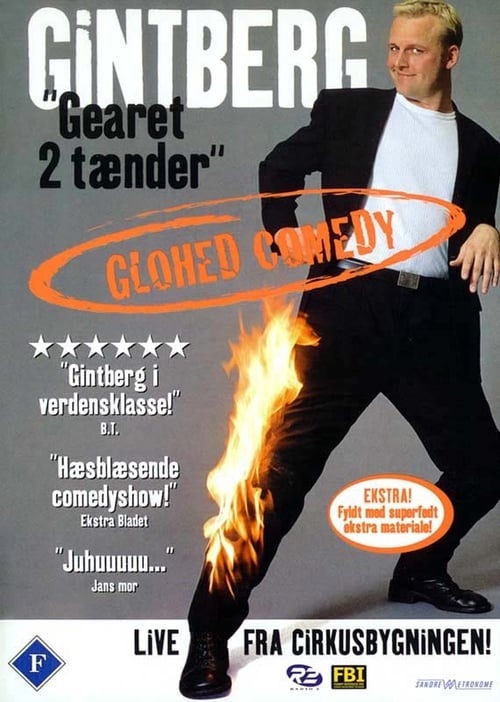 GiNTBERG
"Gearet
2 tænder"
GLOHED COMEDY
"Gintberg i
verdensklasse!"
B.T.
"Hæsblæsende
comedyshow!"
Ekstra Bladet
"Juhuuuuu..."
Jans mor
EKSTRA!
Fyldt med superfedt
ekstra materiale!
LiVE FRA CiRKUSBYGNiNGEN!
F
FBI
SANDREW METRONOME